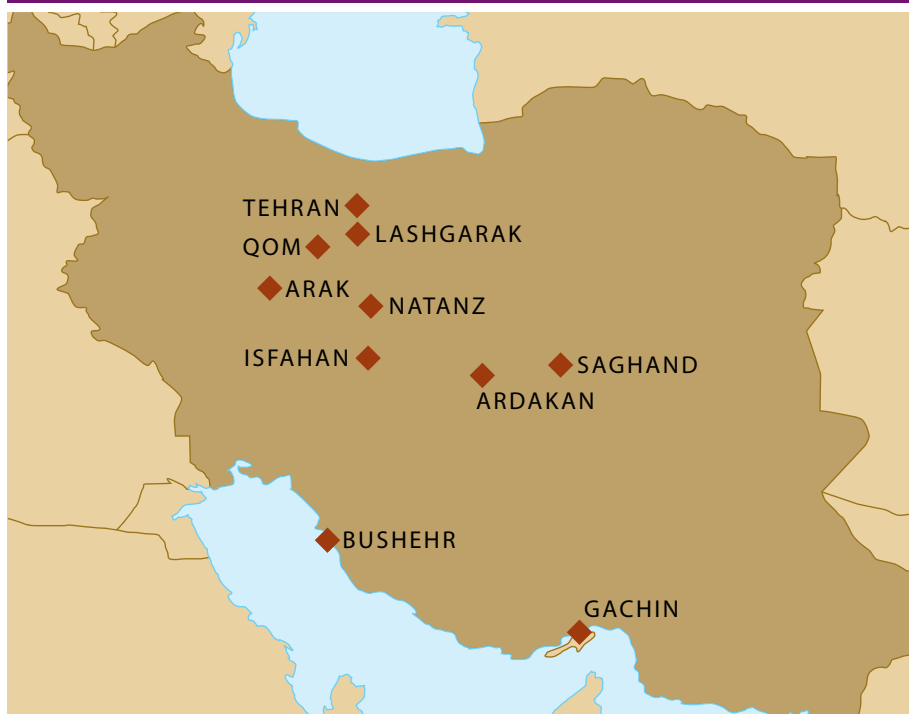 TEHRAN
LASHGARAK
QOM
ARAK
NATANZ
ISFAHAN
SAGHAND
ARDAKAN
BUSHEHR
GACHIN